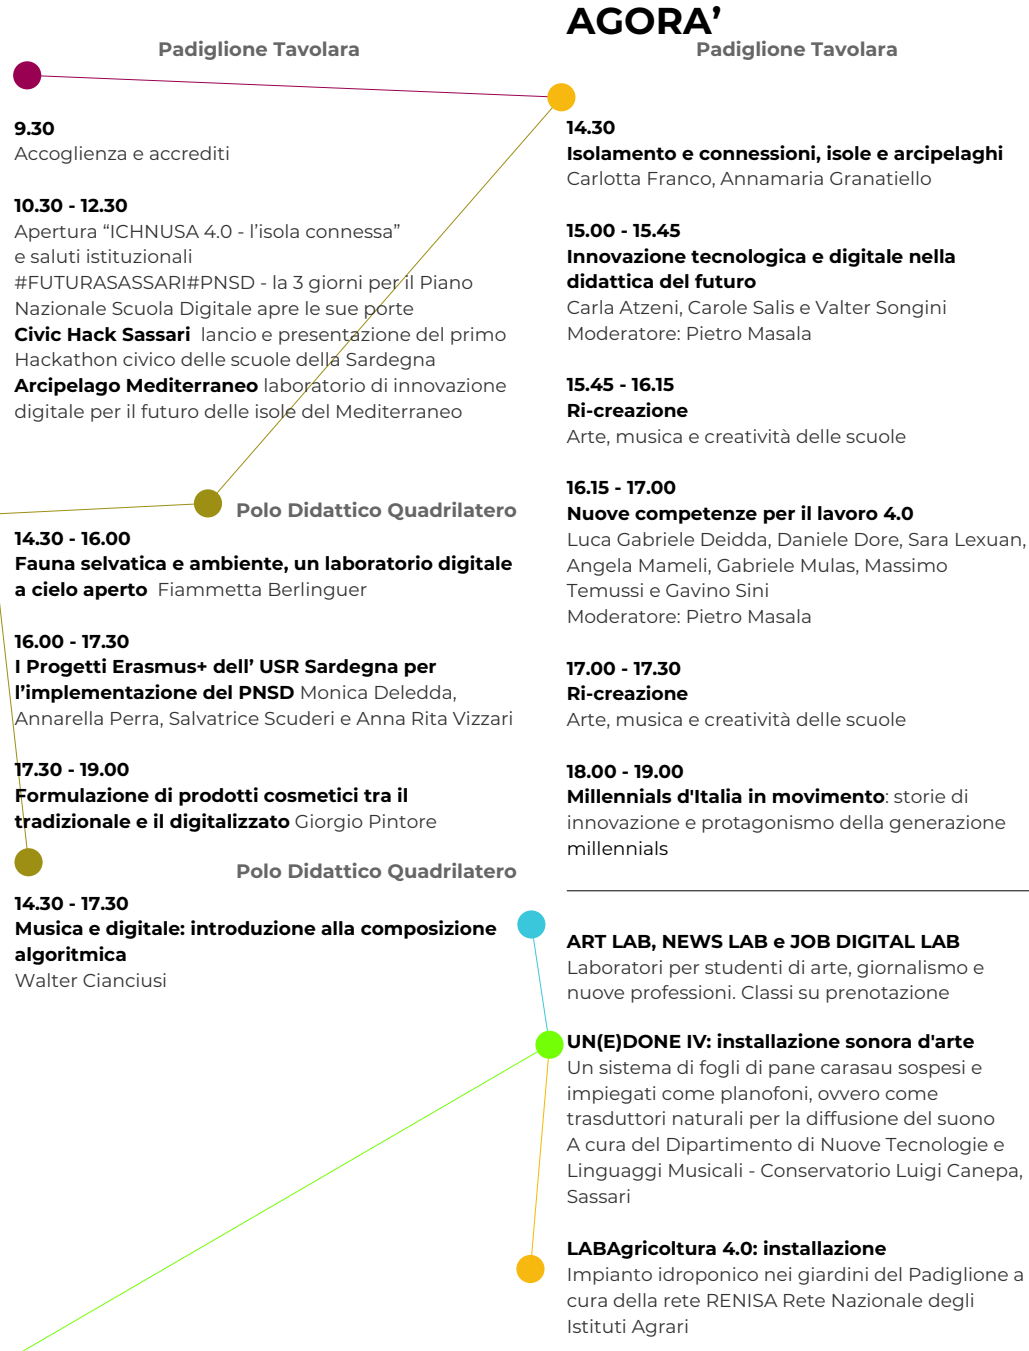 Padiglione Tavolara
9.30
Accoglienza e accrediti
10.30 - 12.30
Apertura “ICHNUSA 4.0 - l’isola connessa”
e saluti istituzionali
#FUTURASASSARI#PNSD - la 3 giorni per il Piano
Nazionale Scuola Digitale apre le sue porte
Civic Hack Sassari lancio e presentazione del primo
Hackathon civico delle scuole della Sardegna
Arcipelago Mediterraneo laboratorio di innovazione
digitale per il futuro delle isole del Mediterraneo
Polo Didattico Quadrilatero
14.30 - 16.00
Fauna selvatica e ambiente, un laboratorio digitale
a cielo aperto Fiammetta Berlinguer
16.00 - 17.30
I Progetti Erasmus+ dell’ USR Sardegna per
l’implementazione del PNSD Monica Deledda,
Annarella Perra, Salvatrice Scuderi e Anna Rita Vizzari
17.30 - 19.00
Formulazione di prodotti cosmetici tra il
tradizionale e il digitalizzato Giorgio Pintore
Polo Didattico Quadrilatero
14.30 - 17.30
Musica e digitale: introduzione alla composizione
algoritmica
Walter Cianciusi
AGORA’
Padiglione Tavolara
14.30
Isolamento e connessioni, isole e arcipelaghi
Carlotta Franco, Annamaria Granatiello
15.00 - 15.45
Innovazione tecnologica e digitale nella
didattica del futuro
Carla Atzeni, Carole Salis e Valter Songini
Moderatore: Pietro Masala
15.45 - 16.15
Ri-creazione
Arte, musica e creatività delle scuole
16.15 - 17.00
Nuove competenze per il lavoro 4.0
Luca Gabriele Deidda, Daniele Dore, Sara Lexuan,
Angela Mameli, Gabriele Mulas, Massimo
Temussi e Gavino Sini
Moderatore: Pietro Masala
17.00 - 17.30
Ri-creazione
Arte, musica e creatività delle scuole
18.00 - 19.00
Millennials d'Italia in movimento: storie di
innovazione e protagonismo della generazione
millennials
ART LAB, NEWS LAB e JOB DIGITAL LAB
Laboratori per studenti di arte, giornalismo e
nuove professioni. Classi su prenotazione
UN(E)DONE IV: installazione sonora d'arte
Un sistema di fogli di pane carasau sospesi e
impiegati come planofoni, ovvero come
trasduttori naturali per la diffusione del suono
A cura del Dipartimento di Nuove Tecnologie e
Linguaggi Musicali - Conservatorio Luigi Canepa,
Sassari
LABAgricoltura 4.0: installazione
Impianto idroponico nei giardini del Padiglione a
cura della rete RENISA Rete Nazionale degli
Istituti Agrari